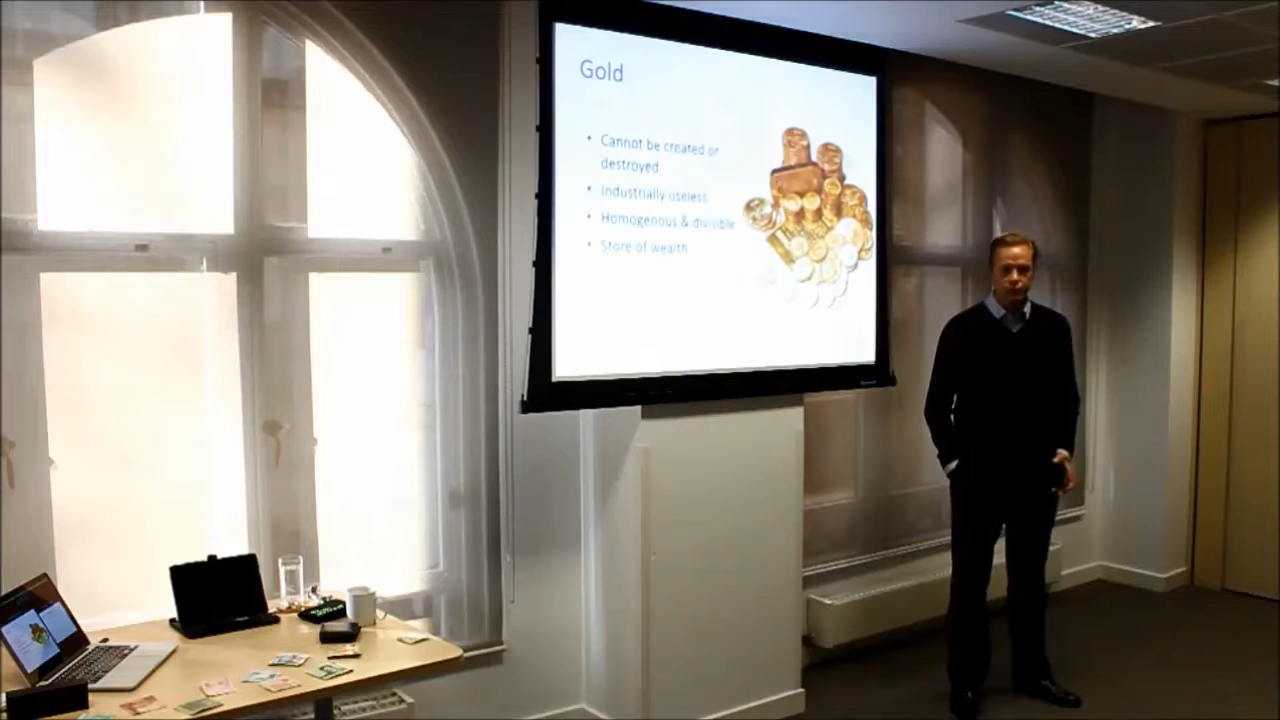 Gold
• Cannot be created or
destroyed
• Industrially useless
• Homogenous & divisible
• Store of wealth